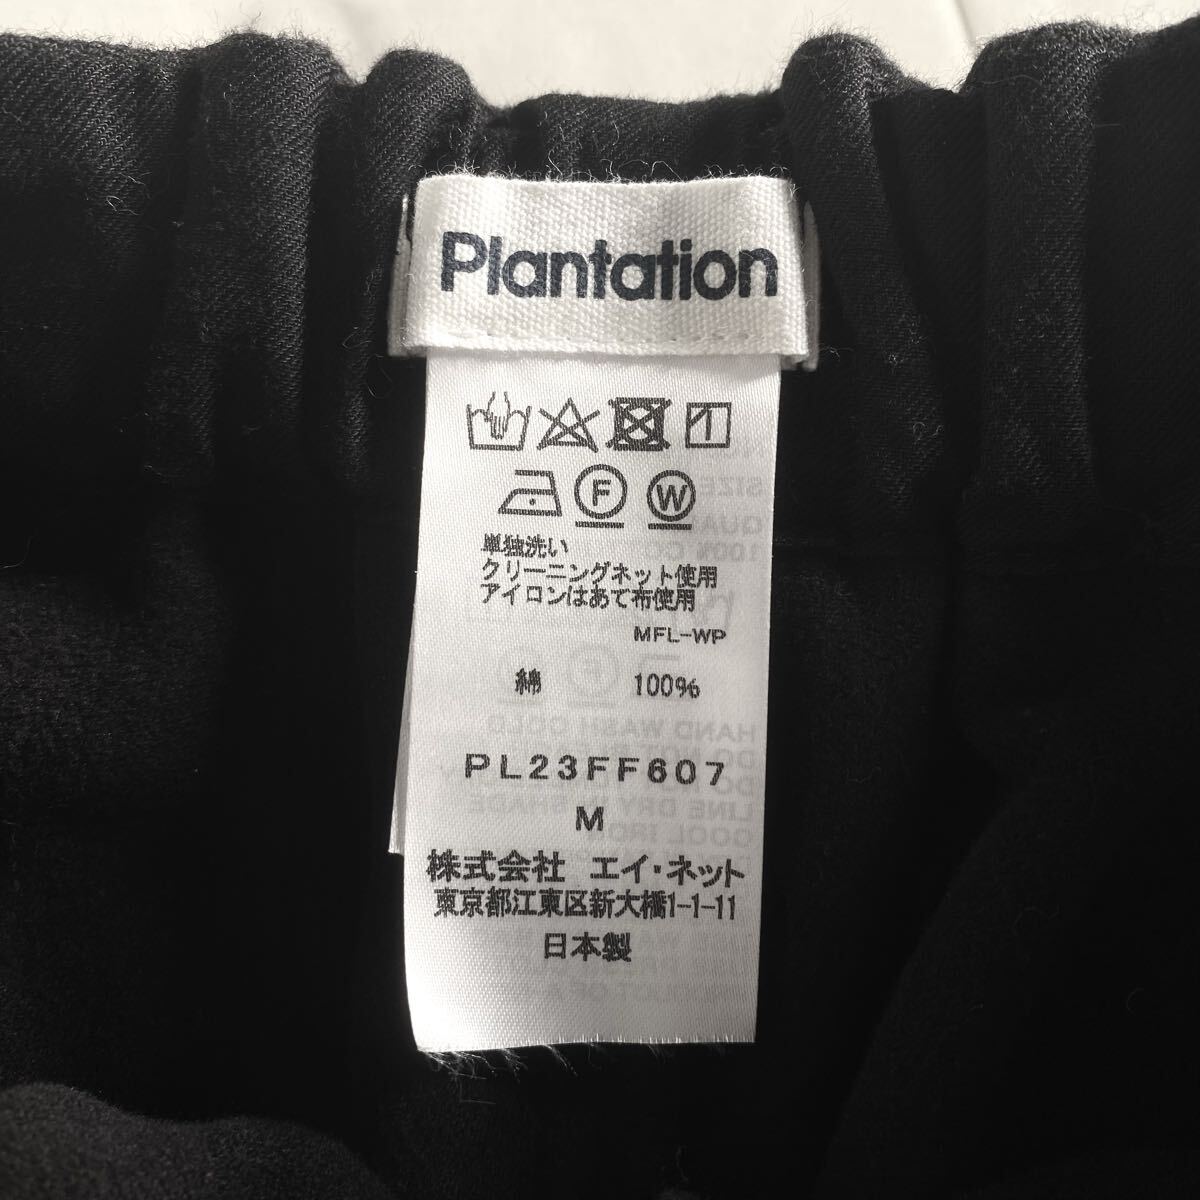 Plantation
F W
単独洗い
クリーニングネット使用
アイロンはあて布使用
MFL-WP
綿 100%
PL23FF607
M
株式会社 エイ・ネット
東京都江東区新大橋1-1-11
日本製